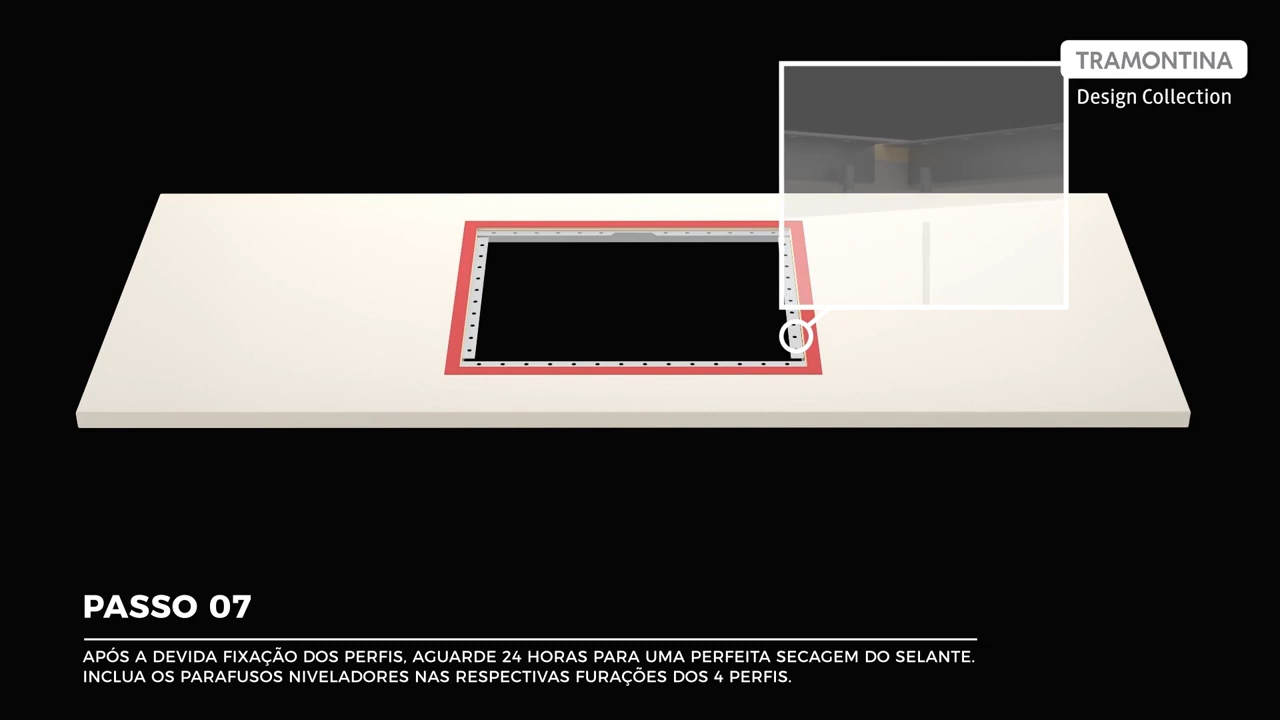 TRAMONTINA
Design Collection
PASSO 07
APÓS A DEVIDA FIXAÇÃO DOS PERFIS, AGUARDE 24 HORAS PARA UMA PERFEITA SECAGEM DO SELANTE.
INCLUA OS PARAFUSOS NIVELADORES NAS RESPECTIVAS FURAÇÕES DOS 4 PERFIS.